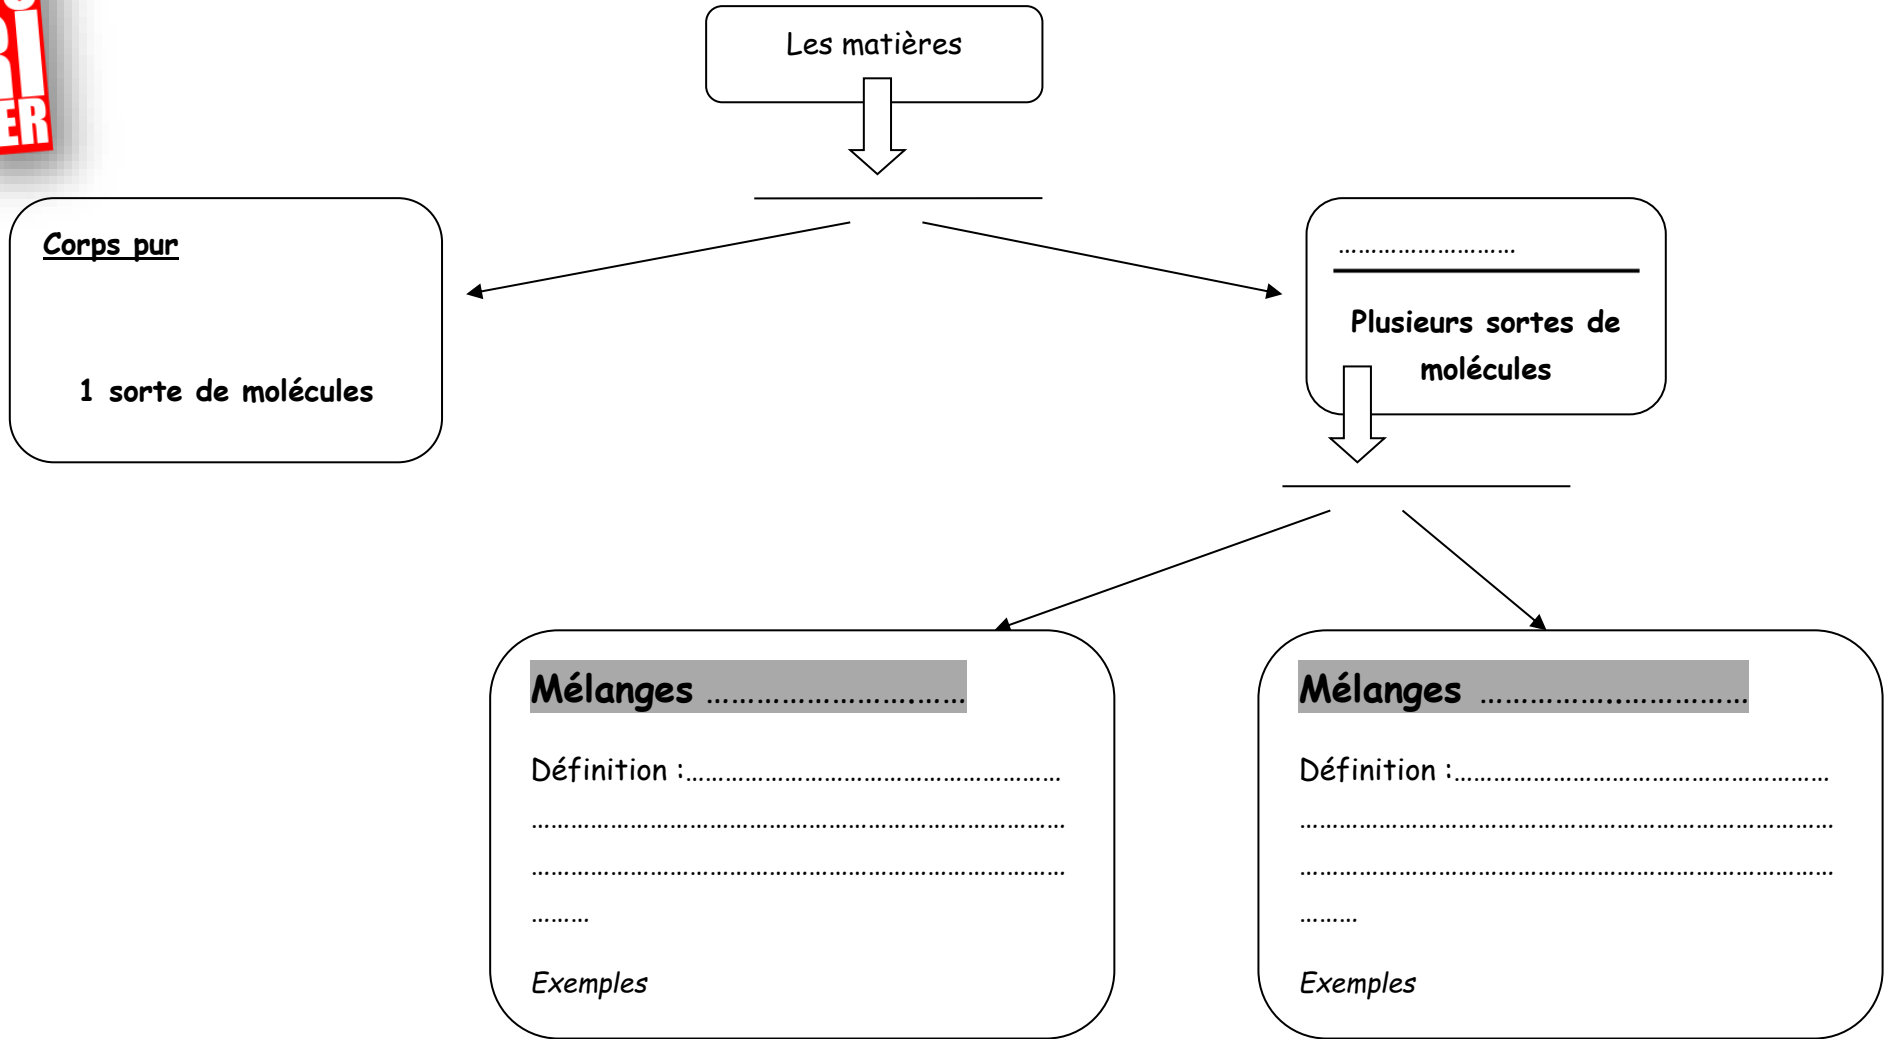 Les matières
Corps pur
1 sorte de molécules
………………………
Plusieurs sortes de
molécules
Mélanges …………………….……
Définition :…………………………………………………
………………………………………………………………………
………………………………………………………………………
………
Exemples
Mélanges ……………..……………
Définition :…………………………………………………
………………………………………………………………………
………………………………………………………………………
………
Exemples